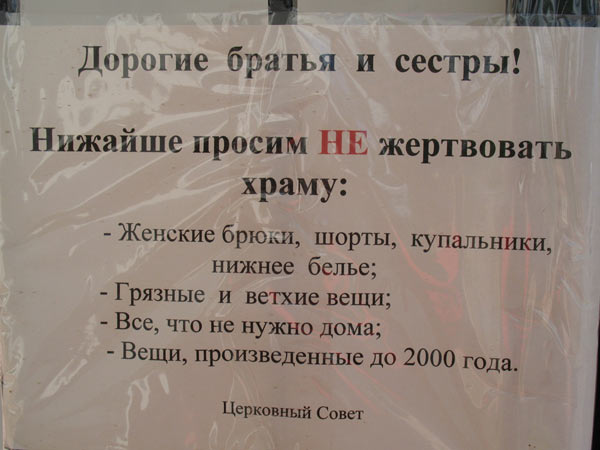 Дорогие братья и сестры!
Нижайше просим НЕ жертвовать
храму:
- Женские брюки, шорты, купальники,
нижнее белье;
- Грязные и ветхие вещи;
- Все, что не нужно дома;
- Вещи, произведенные до 2000 года.
Церковный Совет